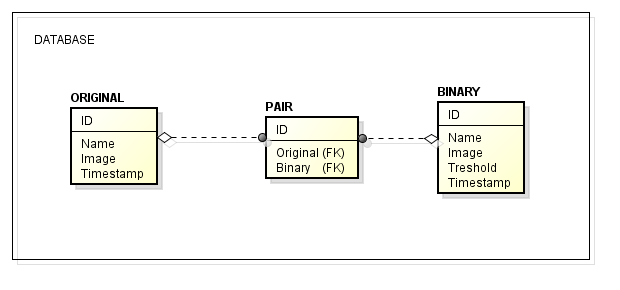 DATABASE
ORIGINAL
ID
Name
Image
Timestamp
PAIR
ID
Original (FK)
Binary (FK)
BINARY
ID
Name
Image
Treshold
Timestamp